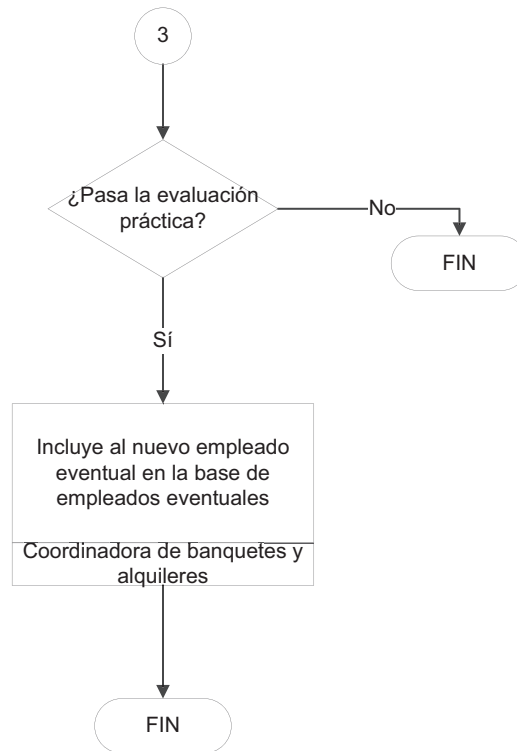 3
¿Pasa la evaluación
práctica?
No
FIN
Sí
Incluye al nuevo empleado
eventual en la base de
empleados eventuales
Coordinadora de banquetes y
alquileres
FIN